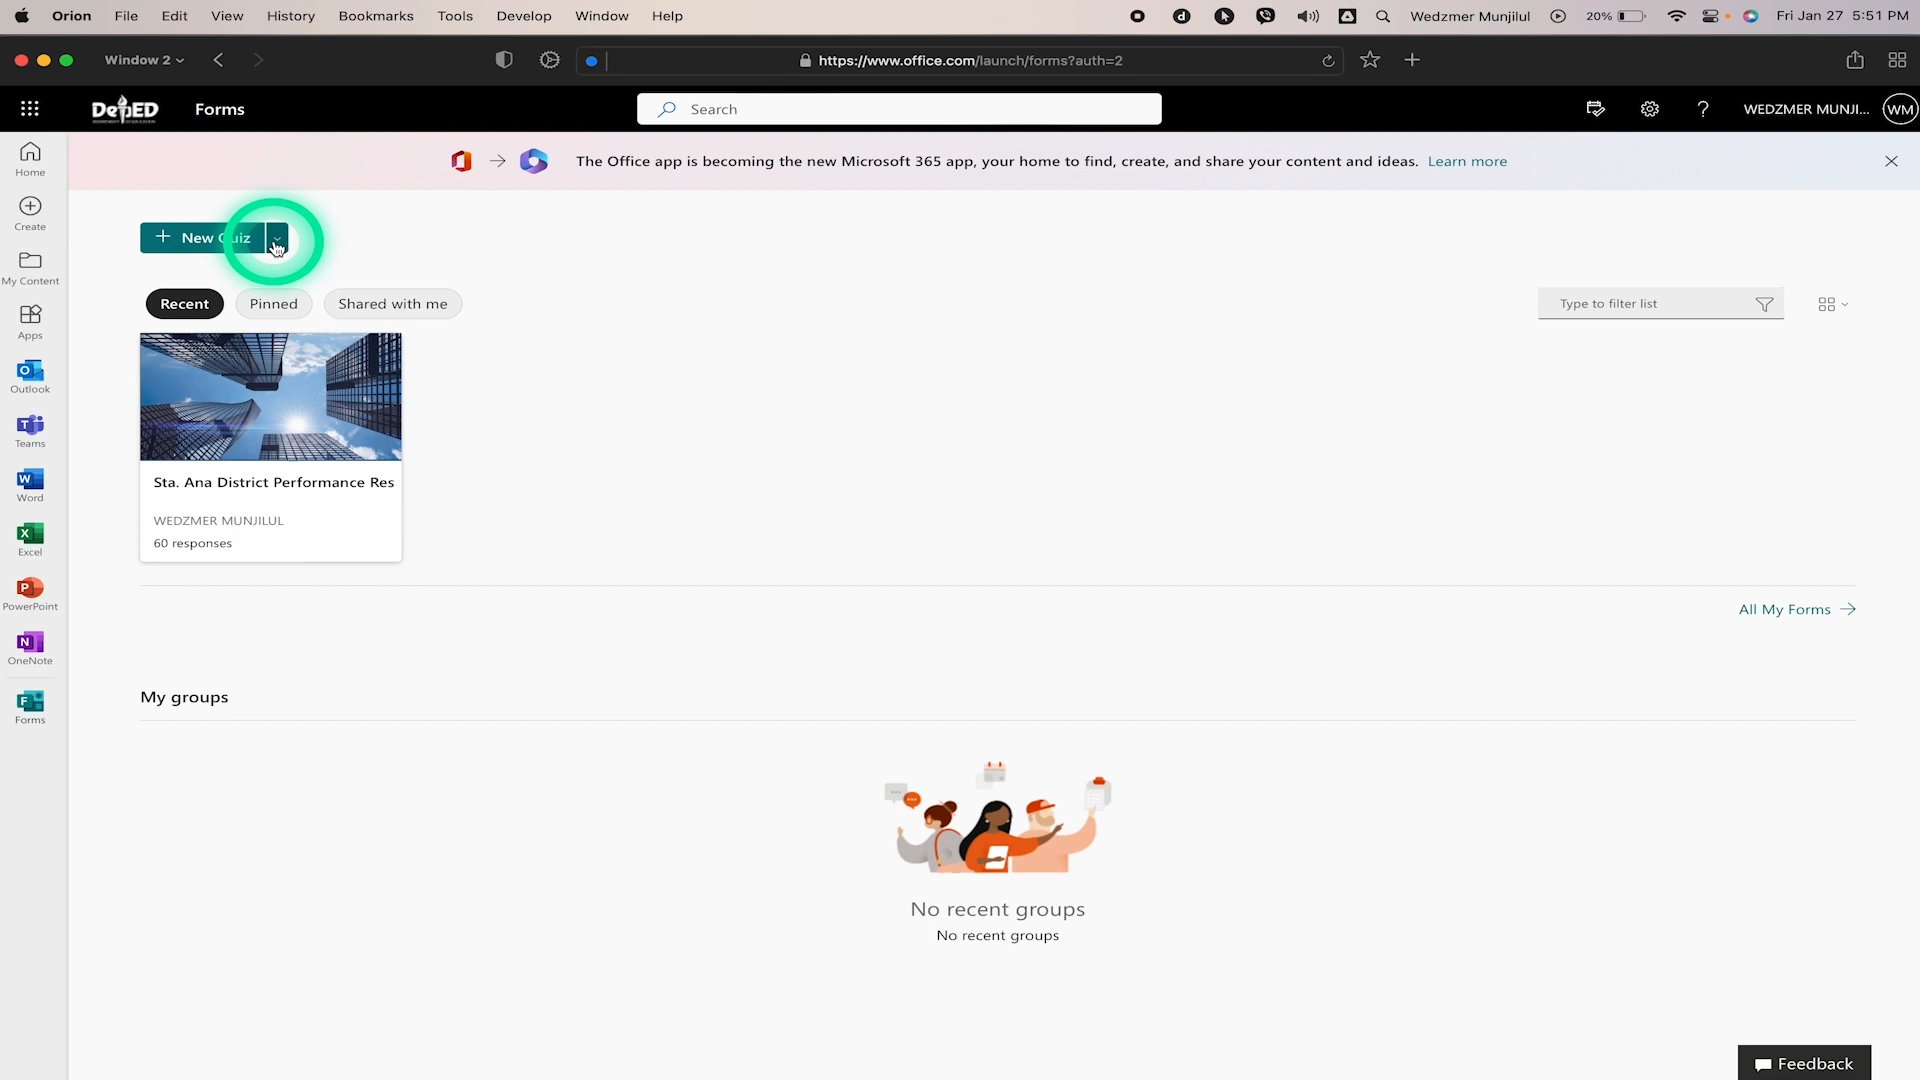 Orion File Edit View History Bookmarks Tools Develop Window Help Wedzmer Munjilul 20% Fri Jan 27 5:51 PM
Window 2 https://www.office.com/launch/forms?auth=2
DepED Forms Search WEDZMER MUNJI... WM
The Office app is becoming the new Microsoft 365 app, your home to find, create, and share your content and ideas. Learn more
Home
Create
My Content
Apps
Outlook
Teams
Word
Excel
PowerPoint
OneNote
Forms
New Quiz
Recent Pinned Shared with me Type to filter list
Sta. Ana District Performance Res
WEDZMER MUNJILUL
60 responses
All My Forms
My groups
No recent groups
No recent groups
Feedback